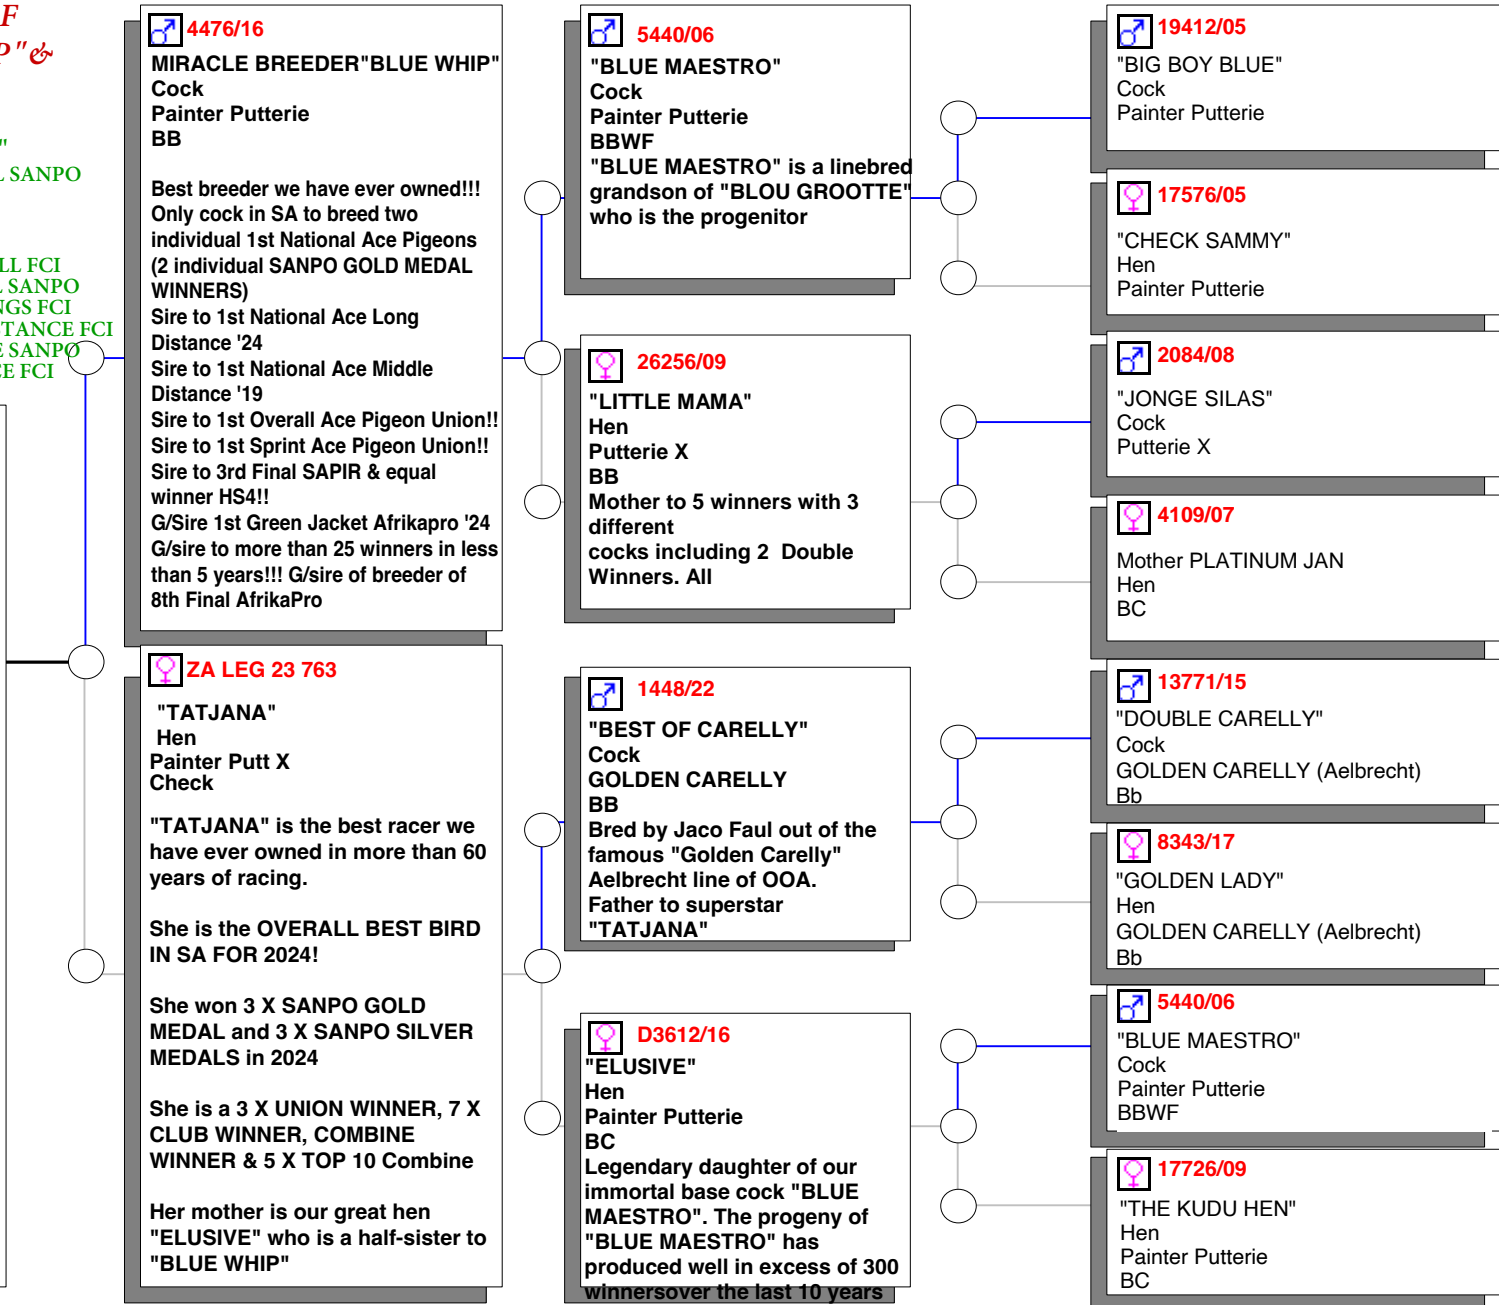 F
P"&
"
L SANPO
LL FCI
L SANPO
NGS FCI
TANCE FCI
E SANPO
CE FCI
4476/16
MIRACLE BREEDER"BLUE WHIP"
Cock
Painter Putterie
BB
Best breeder we have ever owned!!!
Only cock in SA to breed two
individual 1st National Ace Pigeons
(2 individual SANPO GOLD MEDAL
WINNERS)
Sire to 1st National Ace Long
Distance '24
Sire to 1st National Ace Middle
Distance '19
Sire to 1st Overall Ace Pigeon Union!!
Sire to 1st Sprint Ace Pigeon Union!!
Sire to 3rd Final SAPIR & equal
winner HS4!!
G/Sire 1st Green Jacket Afrikapro '24
G/sire to more than 25 winners in less
than 5 years!!! G/sire of breeder of
8th Final AfrikaPro
ZA LEG 23 763
"TATJANA"
Hen
Painter Putt X
Check
"TATJANA" is the best racer we
have ever owned in more than 60
years of racing.
She is the OVERALL BEST BIRD
IN SA FOR 2024!
She won 3 X SANPO GOLD
MEDAL and 3 X SANPO SILVER
MEDALS in 2024
She is a 3 X UNION WINNER, 7 X
CLUB WINNER, COMBINE
WINNER & 5 X TOP 10 Combine
Her mother is our great hen
"ELUSIVE" who is a half-sister to
"BLUE WHIP"
5440/06
"BLUE MAESTRO"
Cock
Painter Putterie
BBWF
"BLUE MAESTRO" is a linebred
grandson of "BLOU GROOTTE"
who is the progenitor
26256/09
"LITTLE MAMA"
Hen
Putterie X
BB
Mother to 5 winners with 3
different
cocks including 2 Double
Winners. All
1448/22
"BEST OF CARELLY"
Cock
GOLDEN CARELLY
BB
Bred by Jaco Faul out of the
famous "Golden Carelly"
Aelbrecht line of OOA.
Father to superstar
"TATJANA"
D3612/16
"ELUSIVE"
Hen
Painter Putterie
BC
Legendary daughter of our
immortal base cock "BLUE
MAESTRO". The progeny of
"BLUE MAESTRO" has
produced well in excess of 300
winnersover the last 10 years
19412/05
"BIG BOY BLUE"
Cock
Painter Putterie
17576/05
"CHECK SAMMY"
Hen
Painter Putterie
2084/08
"JONGE SILAS"
Cock
Putterie X
4109/07
Mother PLATINUM JAN
Hen
BC
13771/15
"DOUBLE CARELLY"
Cock
GOLDEN CARELLY (Aelbrecht)
Bb
8343/17
"GOLDEN LADY"
Hen
GOLDEN CARELLY (Aelbrecht)
Bb
5440/06
"BLUE MAESTRO"
Cock
Painter Putterie
BBWF
17726/09
"THE KUDU HEN"
Hen
Painter Putterie
BC